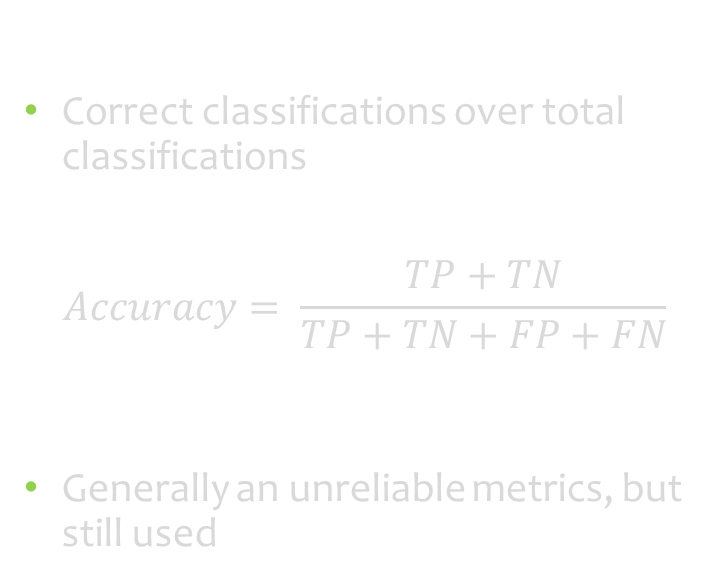 • Correct classifications over total
classifications
Accuracy = \frac{TP + TN}{TP + TN + FP + FN}
• Generally an unreliable metrics, but
still used